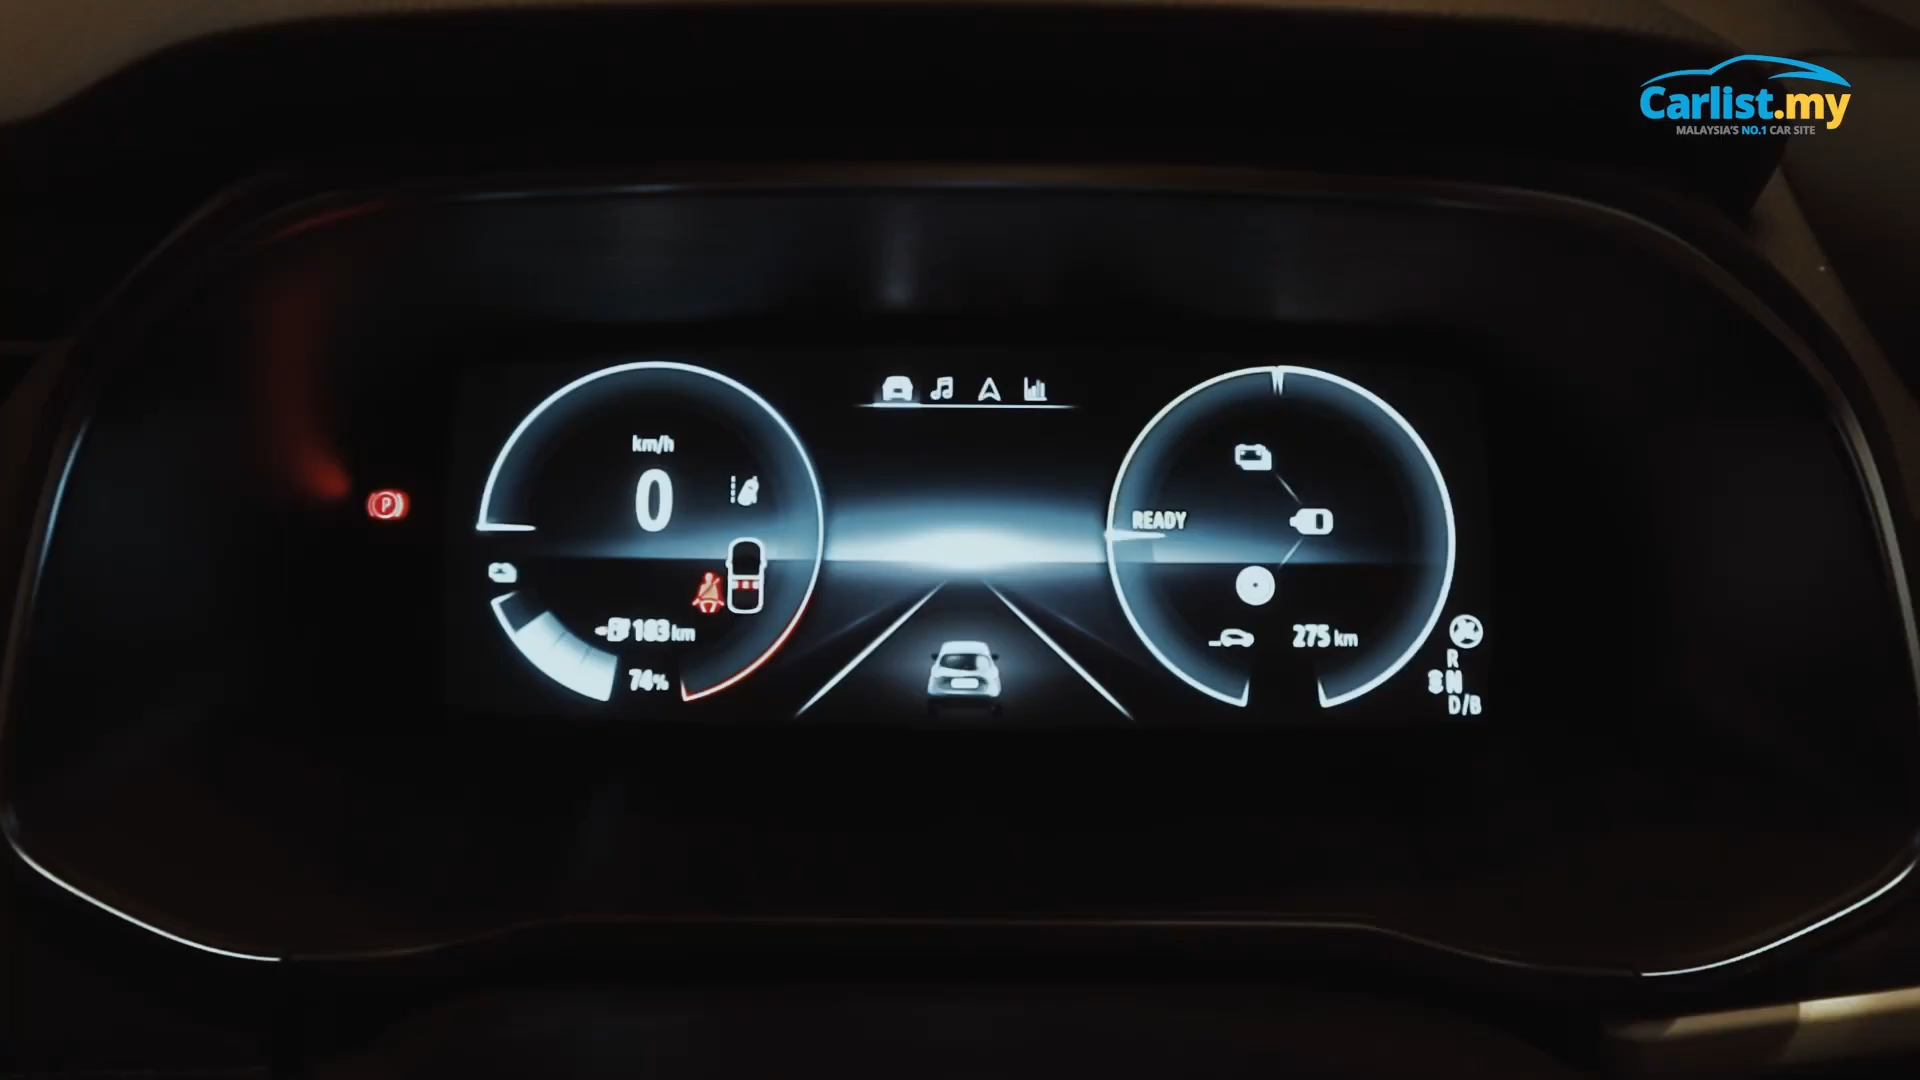 Carlist.my
MALAYSIA'S NO.1 CAR SITE
km/h
0
READY
P
183 km
275 km
74%
R
N
D/B